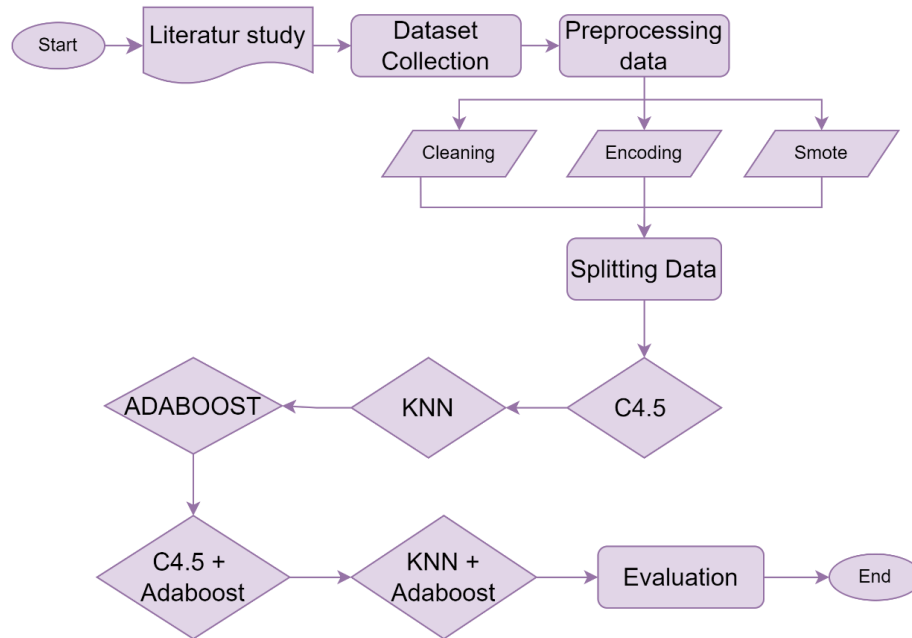 Start
Literatur study
Dataset
Collection
Preprocessing
data
Cleaning
Encoding
Smote
Splitting Data
C4.5
KNN
ADABOOST
C4.5 +
Adaboost
KNN +
Adaboost
Evaluation
End